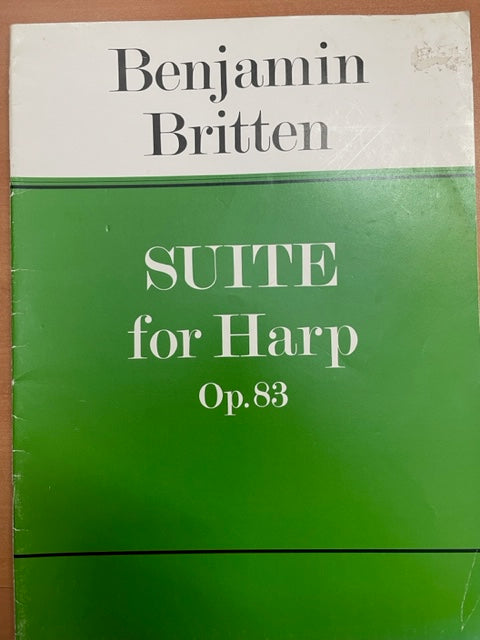 Benjamin
Britten
SUITE
for Harp
Op.83